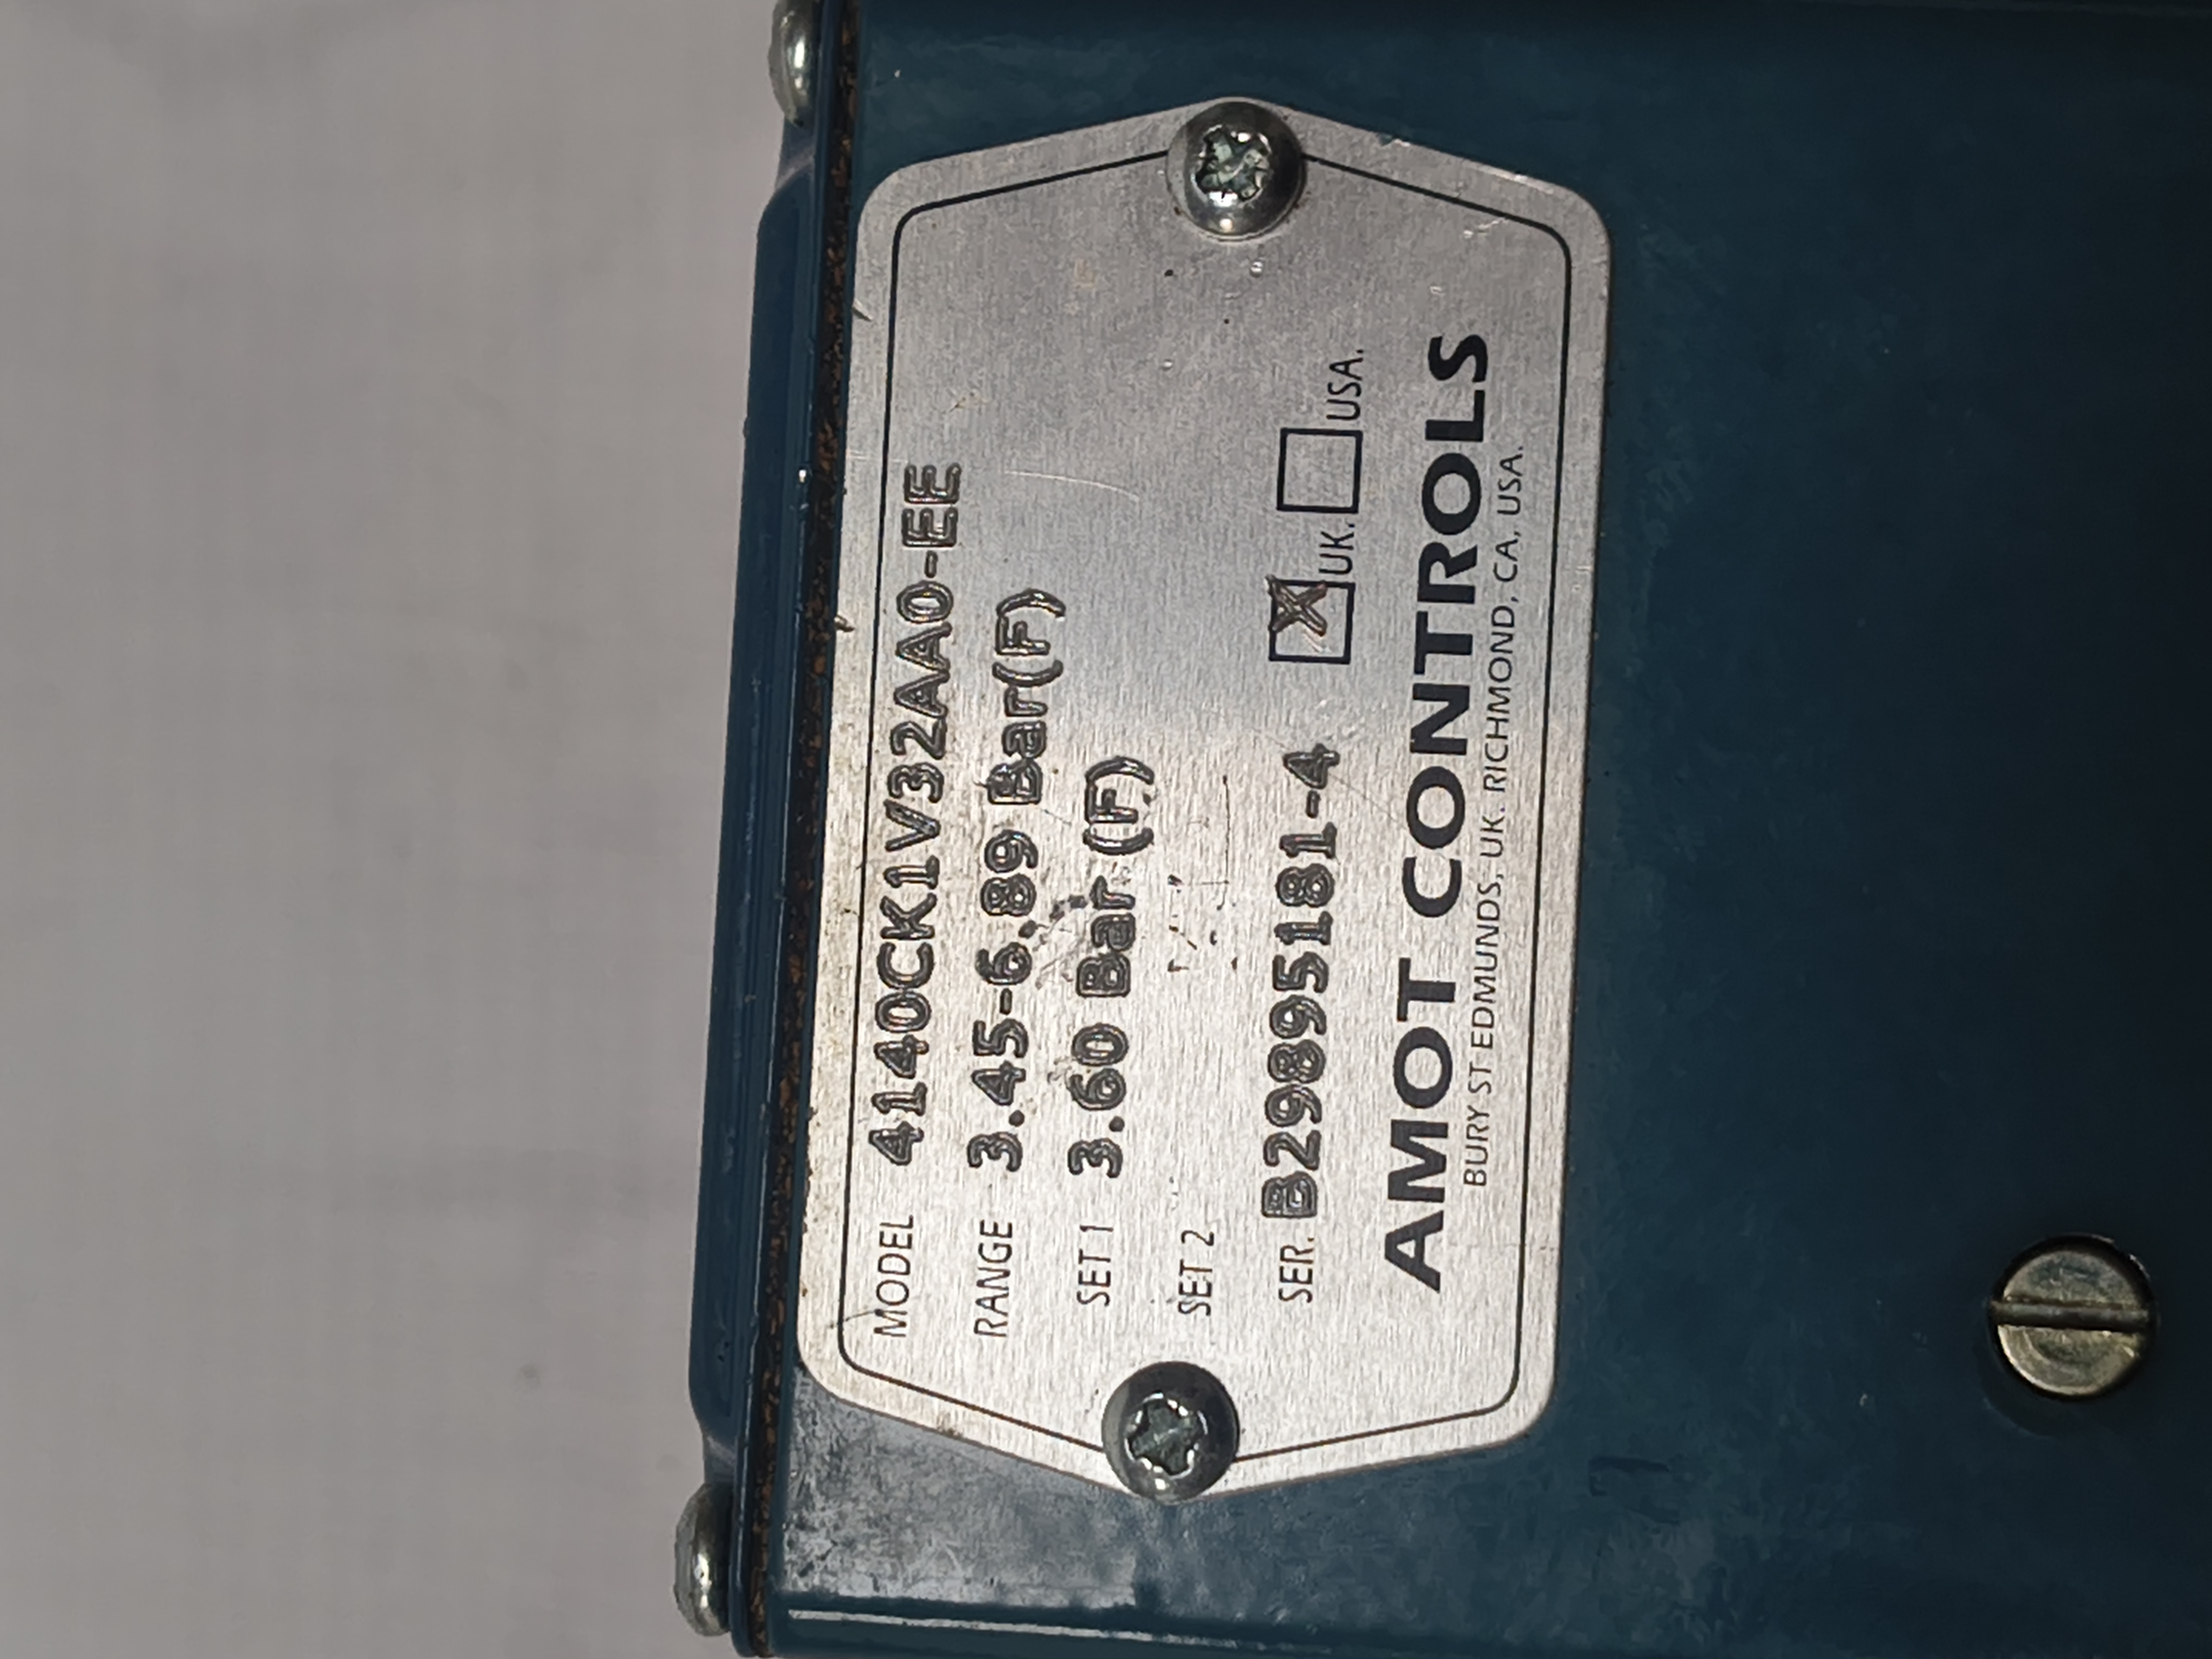 MODEL 4140CK1V32AA0-EE
RANGE 3.45-6.89 Bar(F)
SET 1 3.60 Bar (F)
SET 2
SER. B29895181-4 X UK. USA.
AMOT CONTROLS
BURY ST EDMUNDS, UK. RICHMOND, CA, USA.